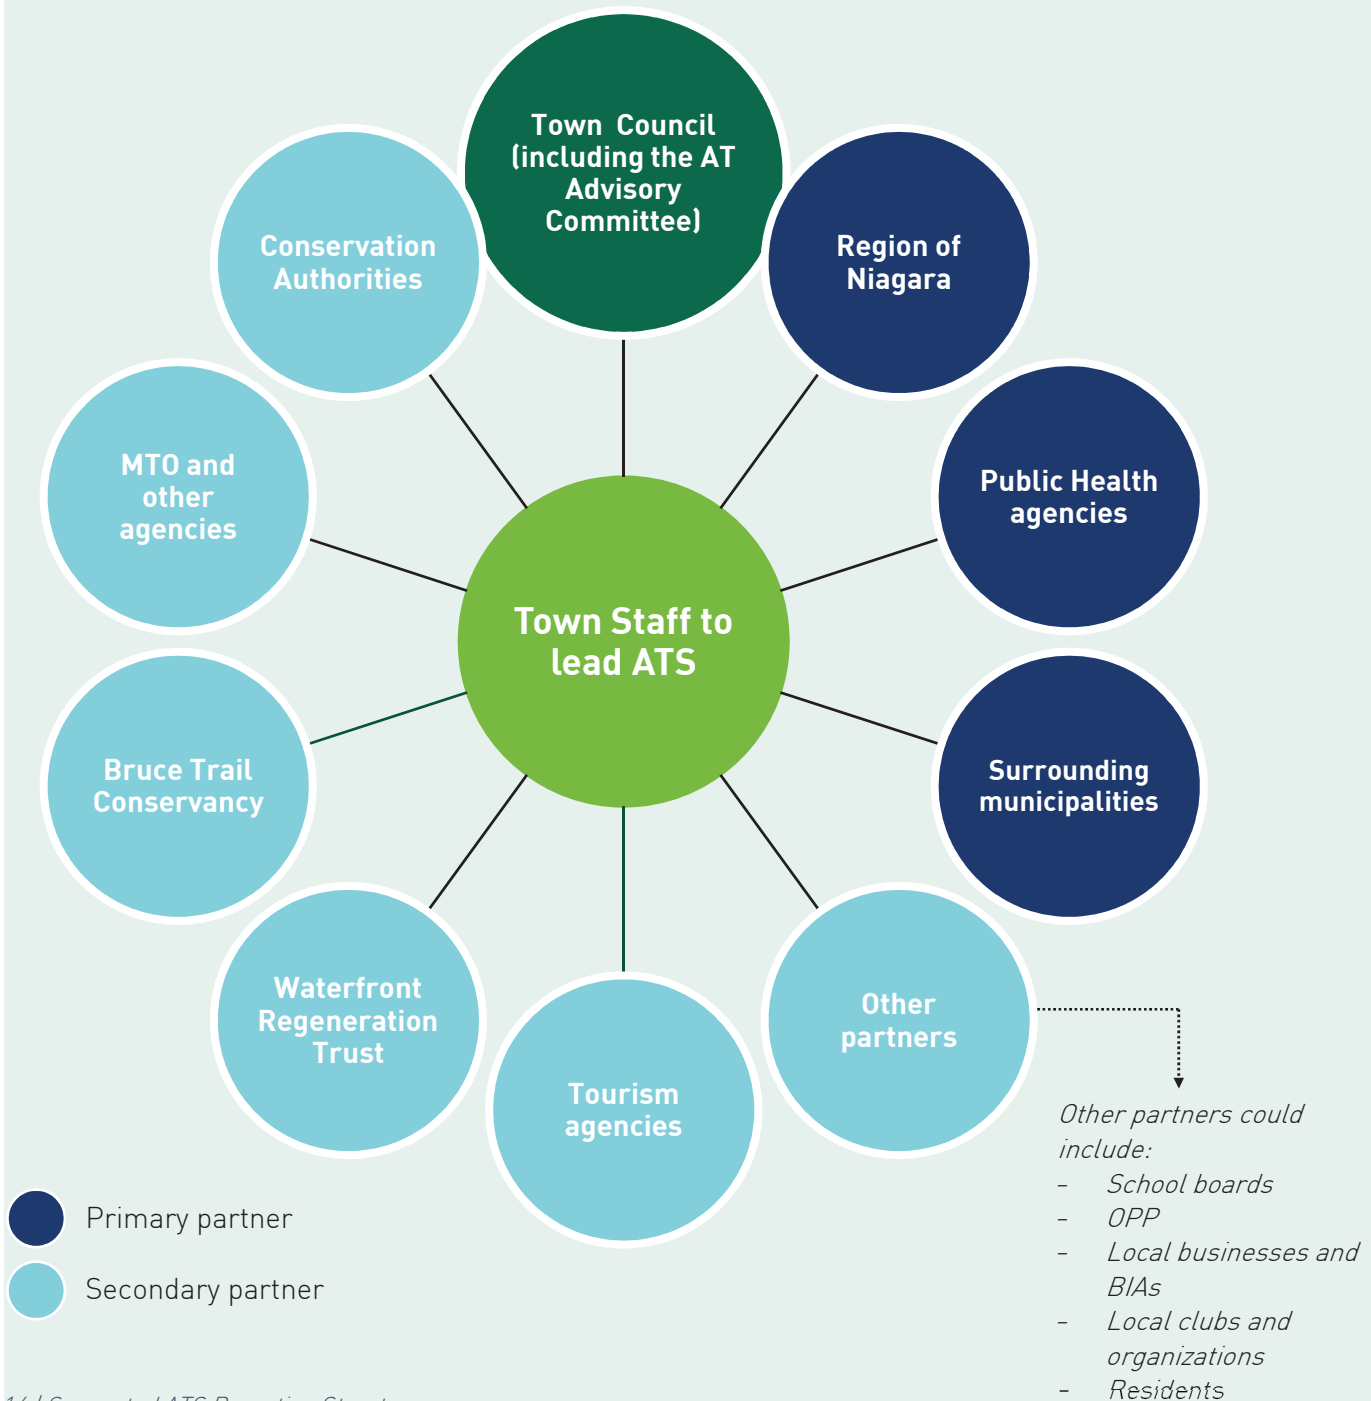 Town Council
(including the AT
Advisory
Committee)
Conservation
Authorities
Region of
Niagara
MTO and
other
agencies
Public Health
agencies
Town Staff to
lead ATS
Bruce Trail
Conservancy
Surrounding
municipalities
Waterfront
Regeneration
Trust
Other
partners
Tourism
agencies
Other partners could
include:
- School boards
- OPP
- Local businesses and
BIAs
- Local clubs and
organizations
- Residents
Primary partner
Secondary partner